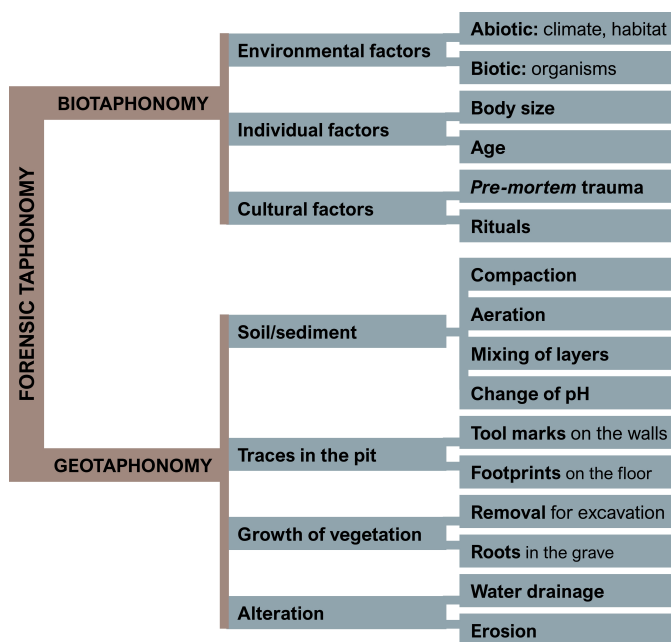 FORENSIC TAPHONOMY
BIOTAPHONOMY
Environmental factors
Abiotic: climate, habitat
Biotic: organisms
Individual factors
Body size
Age
Cultural factors
Pre-mortem trauma
Rituals
GEOTAPHONOMY
Soil/sediment
Compaction
Aeration
Mixing of layers
Change of pH
Traces in the pit
Tool marks on the walls
Footprints on the floor
Growth of vegetation
Removal for excavation
Roots in the grave
Alteration
Water drainage
Erosion